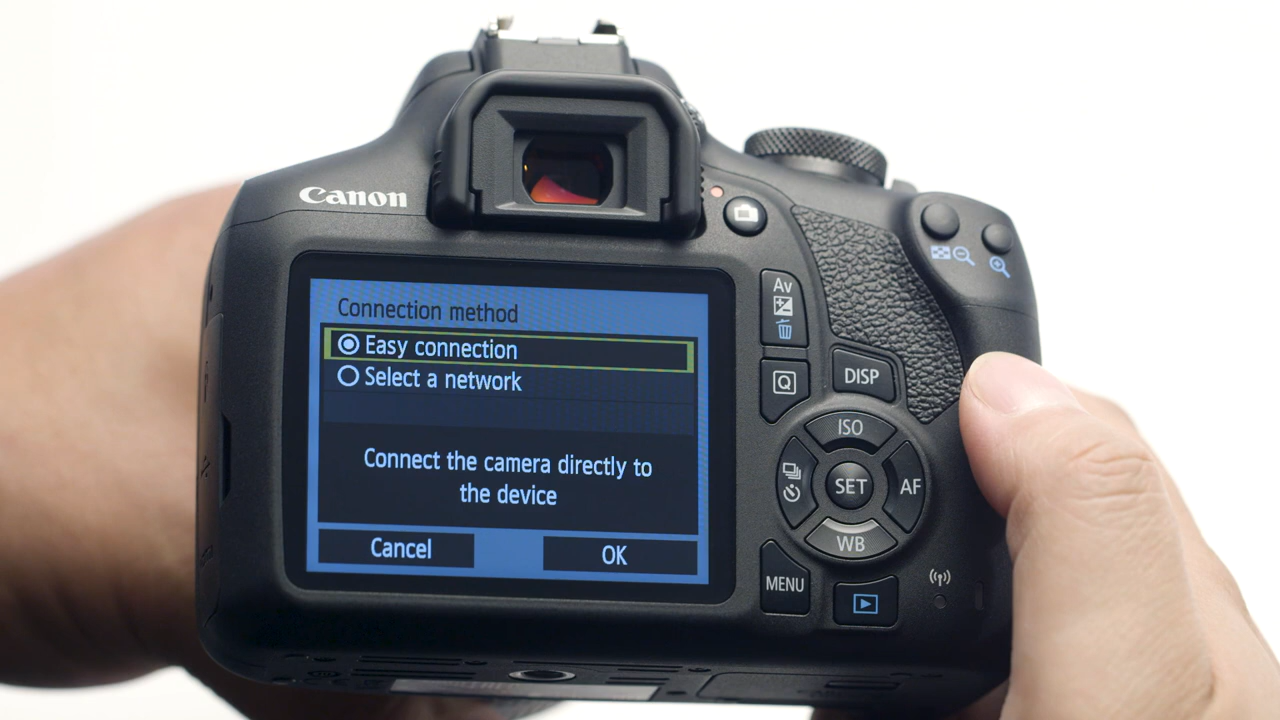 Canon
Connection method
Easy connection
Select a network
Connect the camera directly to
the device
Cancel
OK
Av
Q
DISP
ISO
SET
AF
WB
MENU